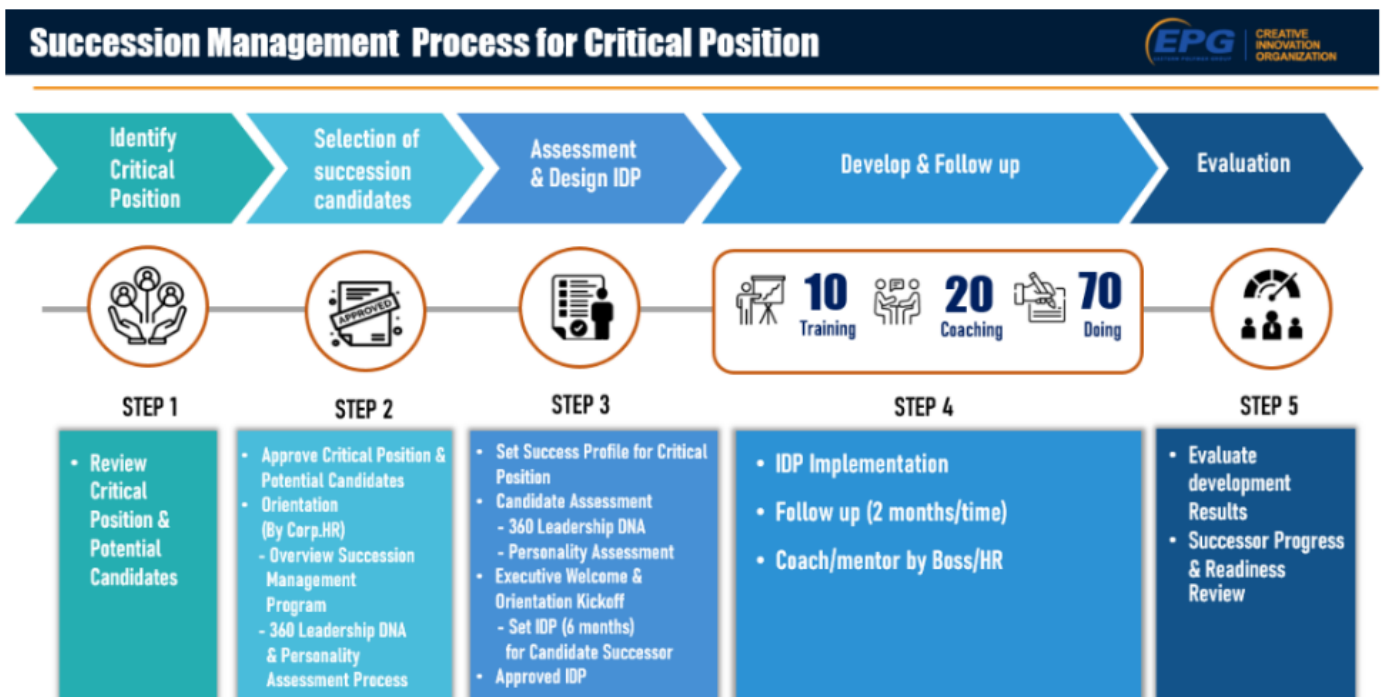 Succession Management Process for Critical Position
EPG
CREATIVE
INNOVATION
ORGANIZATION
EASTERN POLYMER GROUP
Identify
Critical
Position
Selection of
succession
candidates
Assessment
& Design IDP
Develop & Follow up
Evaluation
APPROVED
10
Training
20
Coaching
70
Doing
STEP 1
STEP 2
STEP 3
STEP 4
STEP 5
• Review
Critical
Position &
Potential
Candidates
• Approve Critical Position &
Potential Candidates
• Orientation
(By Corp.HR)
- Overview Succession
Management
Program
- 360 Leadership DNA
& Personality
Assessment Process
• Set Success Profile for Critical
Position
• Candidate Assessment
- 360 Leadership DNA
- Personality Assessment
• Executive Welcome &
Orientation Kickoff
- Set IDP (6 months)
for Candidate Successor
• Approved IDP
• IDP Implementation
• Follow up (2 months/time)
• Coach/mentor by Boss/HR
• Evaluate
development
Results
• Successor Progress
& Readiness
Review